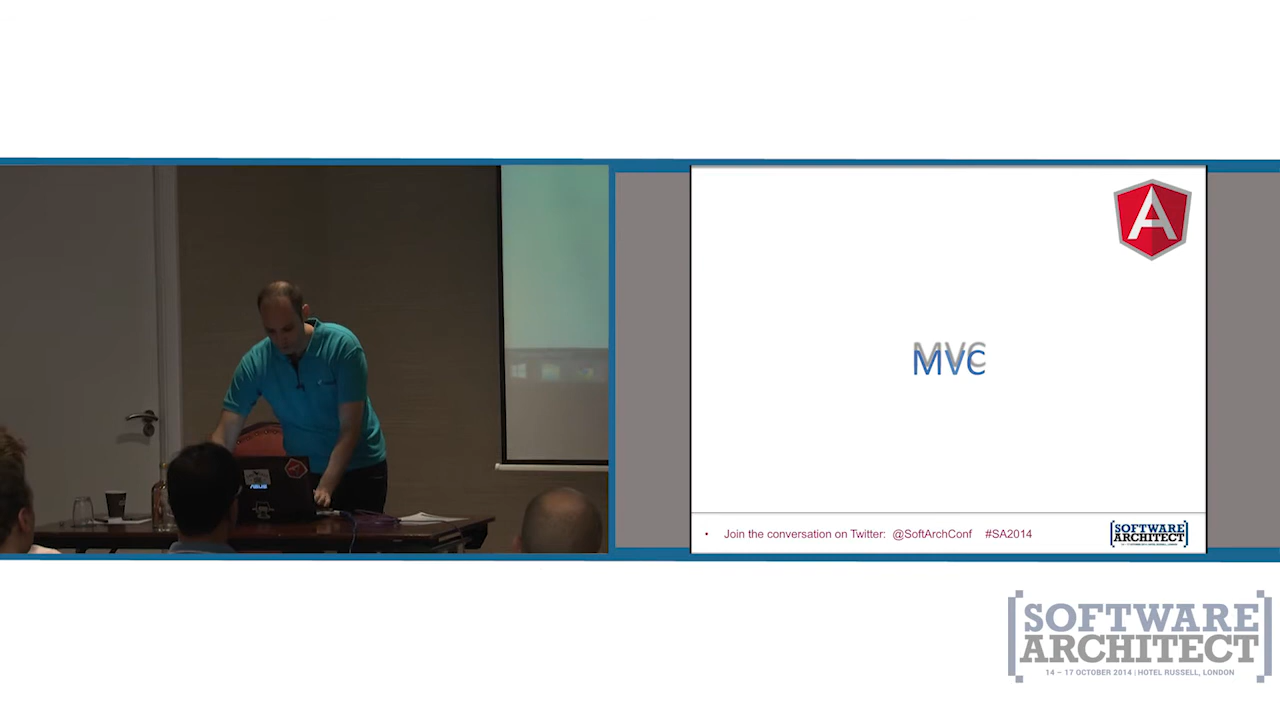 ASUS
A
MVC
• Join the conversation on Twitter: @SoftArchConf #SA2014
[SOFTWARE
ARCHITECT]
[SOFTWARE
ARCHITECT]
14 – 17 OCTOBER 2014 | HOTEL RUSSELL, LONDON